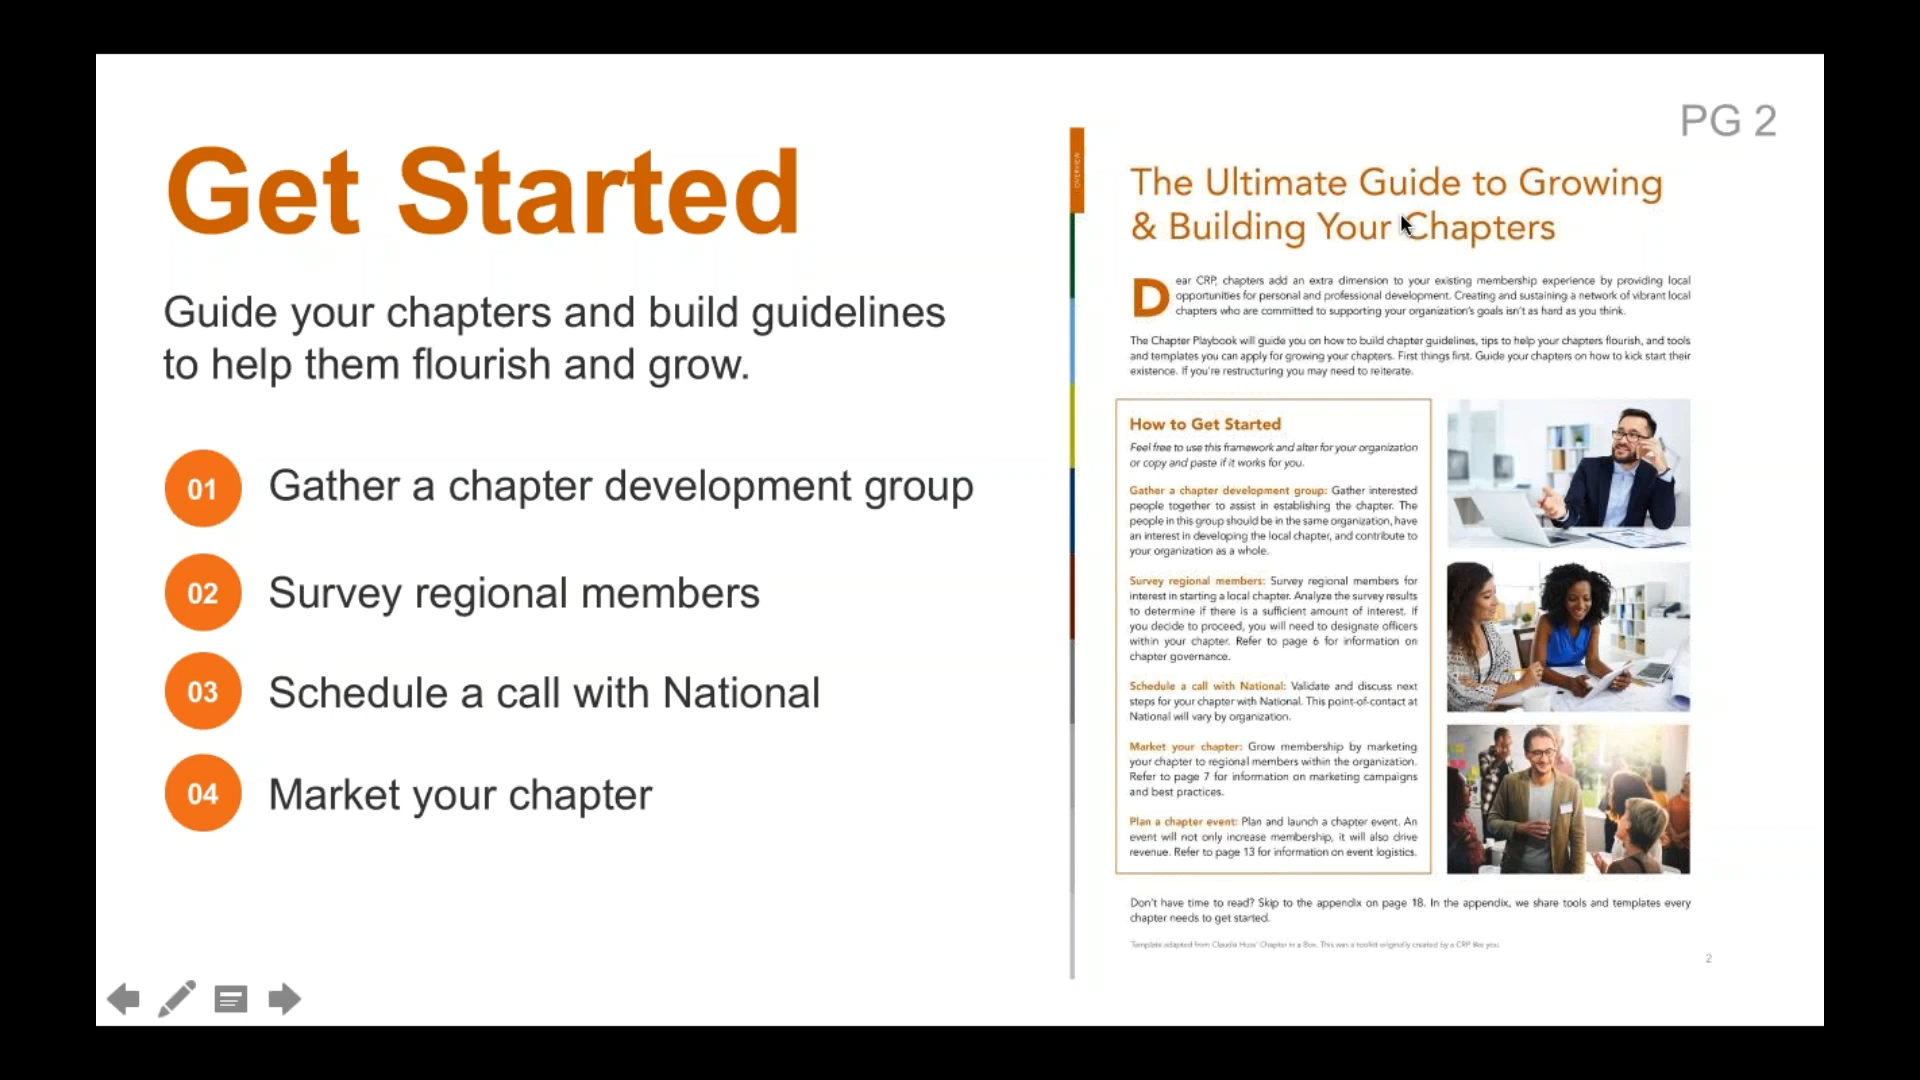 PG 2
Get Started
Guide your chapters and build guidelines
to help them flourish and grow.
01 Gather a chapter development group
02 Survey regional members
03 Schedule a call with National
04 Market your chapter
OVERVIEW
The Ultimate Guide to Growing
& Building Your Chapters
Dear CRP, chapters add an extra dimension to your existing membership experience by providing local
opportunities for personal and professional development. Creating and sustaining a network of vibrant local
chapters who are committed to supporting your organization's goals isn't as hard as you think.
The Chapter Playbook will guide you on how to build chapter guidelines, tips to help your chapters flourish, and tools
and templates you can apply for growing your chapters. First things first. Guide your chapters on how to kick start their
existence. If you're restructuring you may need to reiterate.
How to Get Started
Feel free to use this framework and alter for your organization
or copy and paste if it works for you.
Gather a chapter development group: Gather interested
people together to assist in establishing the chapter. The
people in this group should be in the same organization, have
an interest in developing the local chapter, and contribute to
your organization as a whole.
Survey regional members: Survey regional members for
interest in starting a local chapter. Analyze the survey results
to determine if there is a sufficient amount of interest. If
you decide to proceed, you will need to designate officers
within your chapter. Refer to page 6 for information on
chapter governance.
Schedule a call with National: Validate and discuss next
steps for your chapter with National. This point-of-contact at
National will vary by organization.
Market your chapter: Grow membership by marketing
your chapter to regional members within the organization.
Refer to page 7 for information on marketing campaigns
and best practices.
Plan a chapter event: Plan and launch a chapter event. An
event will not only increase membership, it will also drive
revenue. Refer to page 13 for information on event logistics.
Don't have time to read? Skip to the appendix on page 18. In the appendix, we share tools and templates every
chapter needs to get started.
Template adapted from Claudia Huss' Chapter in a Box. This was a toolkit originally created by a CRP like you.
2